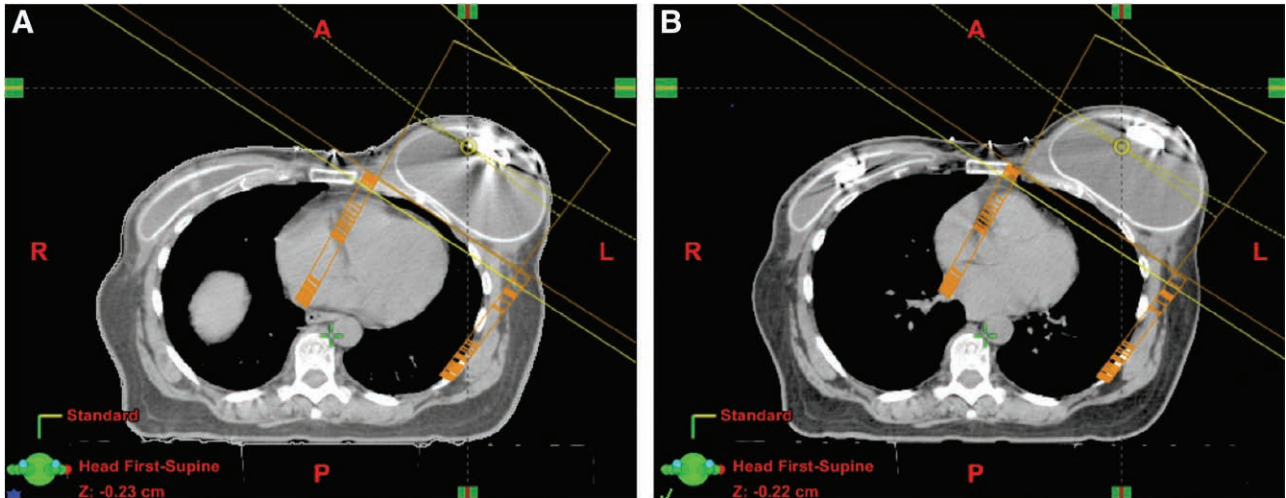 A
A
R
L
Standard
Head First-Supine
P
Z: -0.23 cm
B
A
R
L
Standard
Head First-Supine
P
Z: -0.22 cm